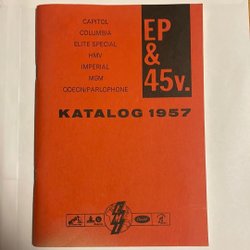 CAPITOL
COLUMBIA
ELITE SPECIAL
HMV
IMPERIAL
MGM
ODEON/PARLOPHONE
EP
&
45v.
KATALOG 1957